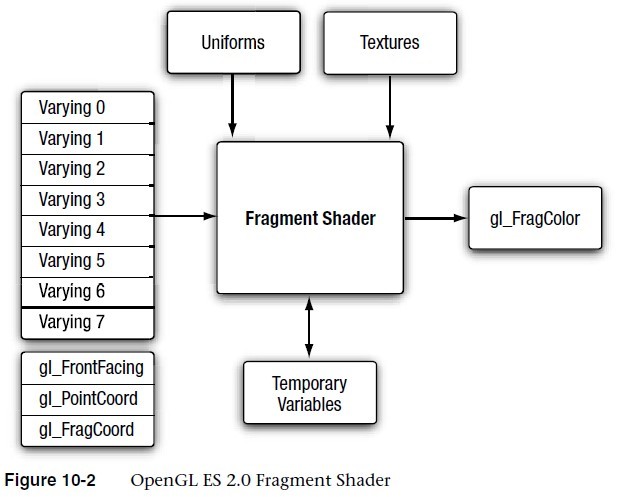 Uniforms
Textures
Varying 0
Varying 1
Varying 2
Varying 3
Varying 4
Varying 5
Varying 6
Varying 7
Fragment Shader
gl_FragColor
gl_FrontFacing
gl_PointCoord
gl_FragCoord
Temporary
Variables
Figure 10-2 OpenGL ES 2.0 Fragment Shader